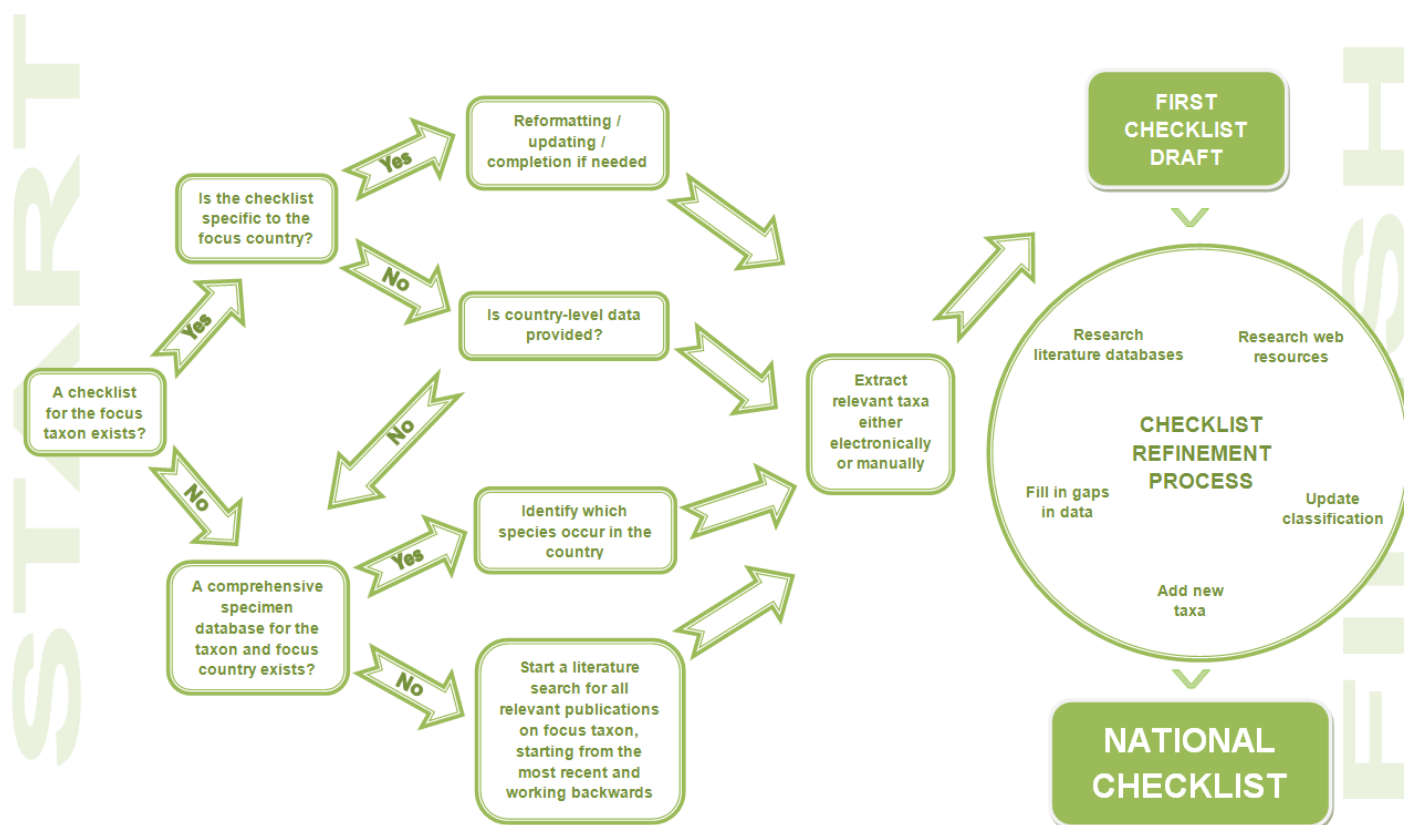 START
A checklist
for the focus
taxon exists?
Yes
No
Is the checklist
specific to the
focus country?
Yes
No
A comprehensive
specimen
database for the
taxon and focus
country exists?
Yes
No
Reformatting /
updating /
completion if needed
Is country-level data
provided?
No
Identify which
species occur in the
country
Start a literature
search for all
relevant publications
on focus taxon,
starting from the
most recent and
working backwards
Extract
relevant taxa
either
electronically
or manually
FIRST
CHECKLIST
DRAFT
Research
literature databases
Research web
resources
CHECKLIST
REFINEMENT
PROCESS
Fill in gaps
in data
Update
classification
Add new
taxa
NATIONAL
CHECKLIST
FINISH